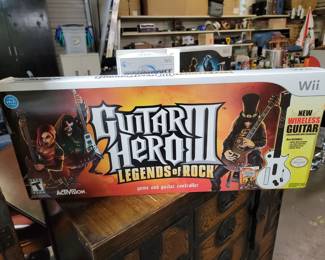 Wii
GUITAR
HERO III
LEGENDS of ROCK
game and guitar controller
NEW
WIRELESS
GUITAR
T
ACTIVISION